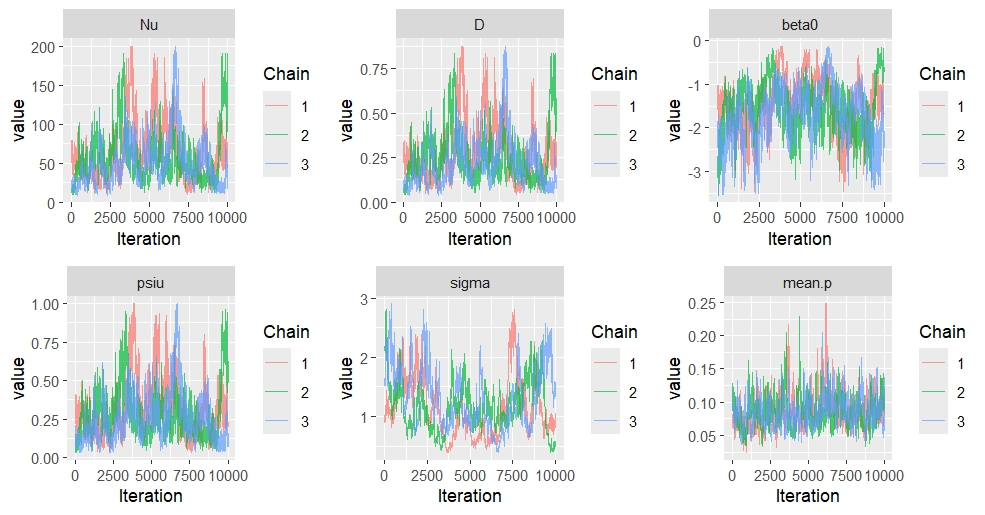 Nu
value
200
150
100
50
0
0 2500 5000 7500 10000
Iteration
Chain
1
2
3
D
value
0.75
0.50
0.25
0.00
0 2500 5000 7500 10000
Iteration
Chain
1
2
3
beta0
value
0
-1
-2
-3
0 2500 5000 7500 10000
Iteration
Chain
1
2
3
psiu
value
1.00
0.75
0.50
0.25
0.00
0 2500 5000 7500 10000
Iteration
Chain
1
2
3
sigma
value
3
2
1
0 2500 5000 7500 10000
Iteration
Chain
1
2
3
mean.p
value
0.25
0.20
0.15
0.10
0.05
0 2500 5000 7500 10000
Iteration
Chain
1
2
3